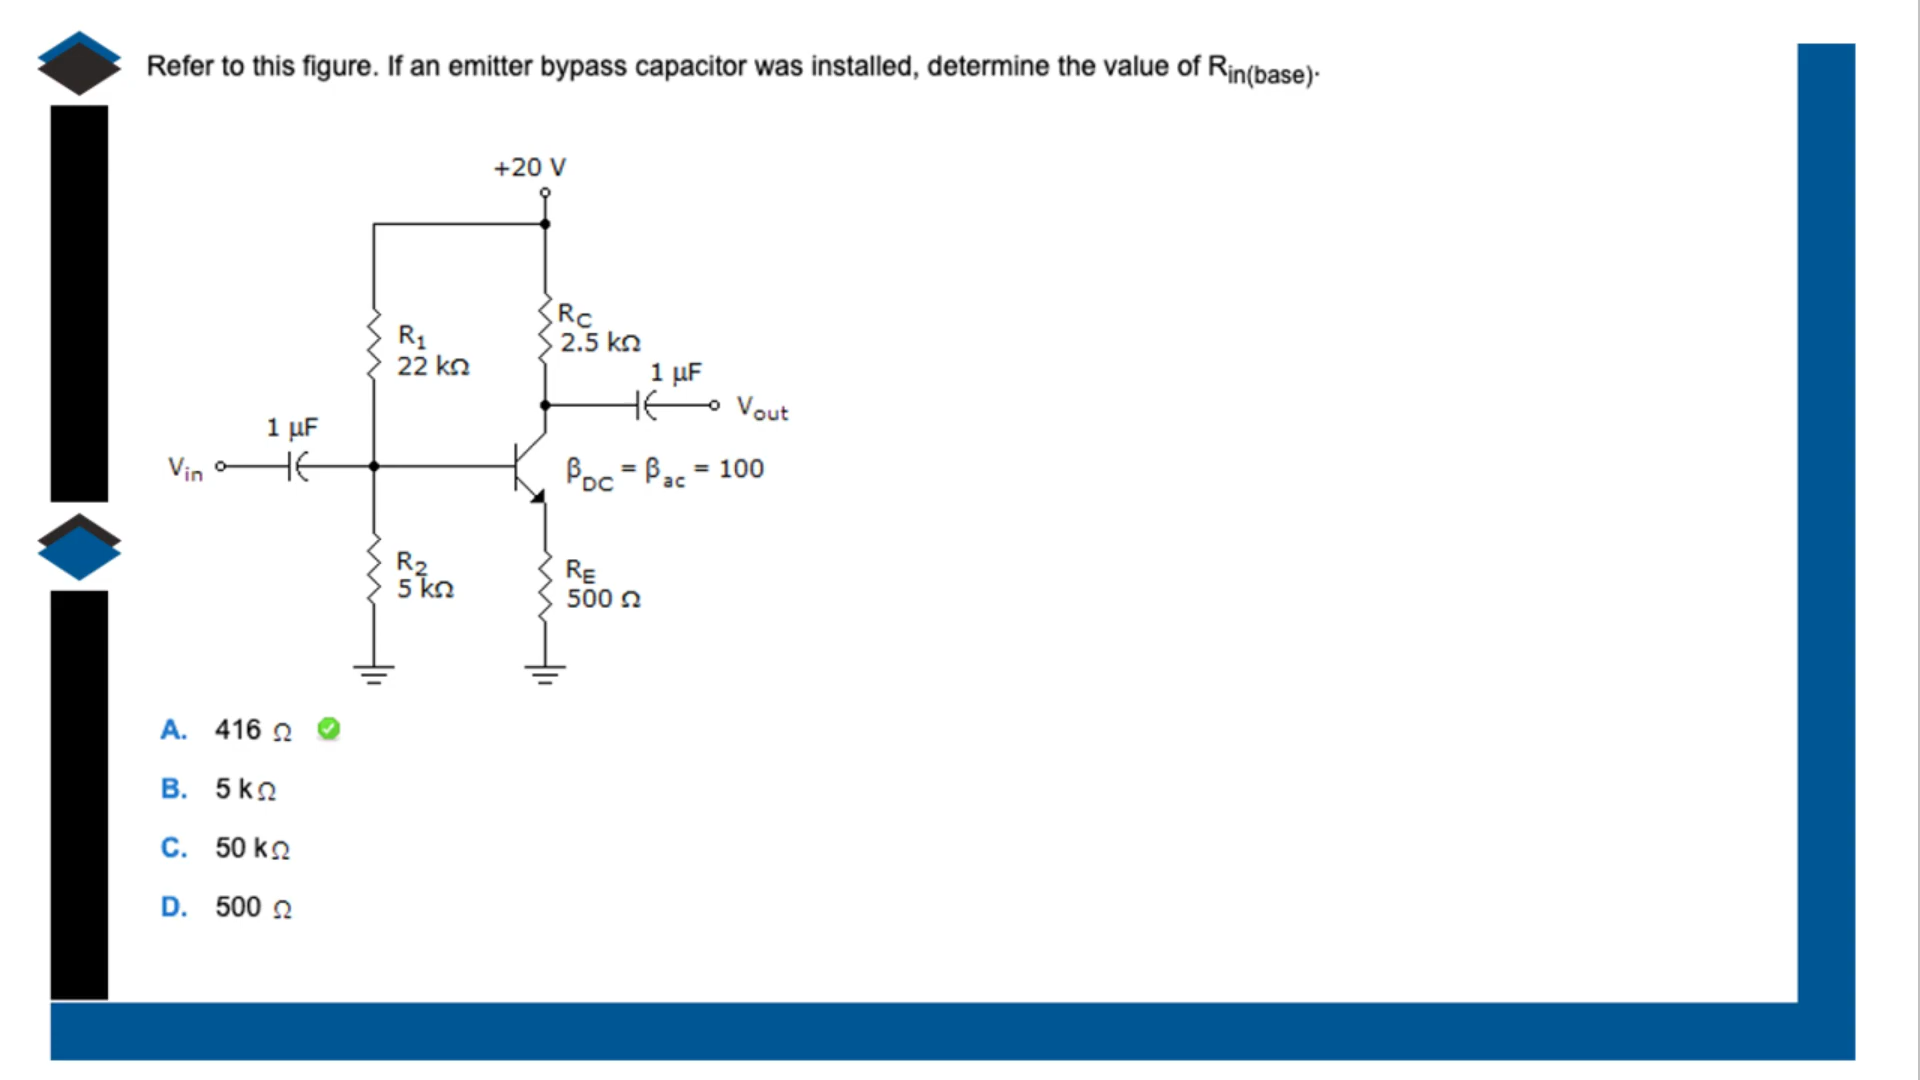 Refer to this figure. If an emitter bypass capacitor was installed, determine the value of Rin(base).
+20 V
RC
2.5 kΩ
R1
22 kΩ
1 µF
Vout
1 µF
Vin
βDC = βac = 100
R2
5 kΩ
RE
500 Ω
A. 416 Ω
B. 5 kΩ
C. 50 kΩ
D. 500 Ω